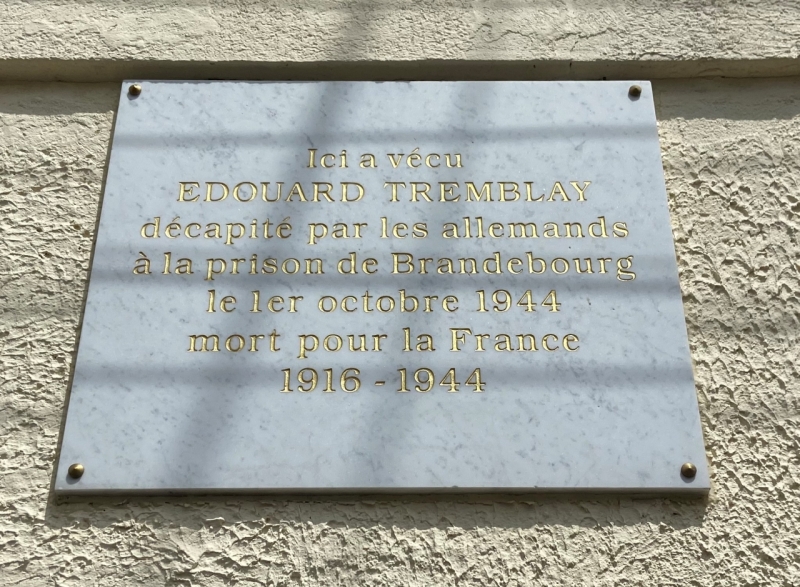 Ici a vécu
EDOUARD TREMBLAY
décapité par les allemands
à la prison de Brandebourg
le 1er octobre 1944
mort pour la France
1916 - 1944